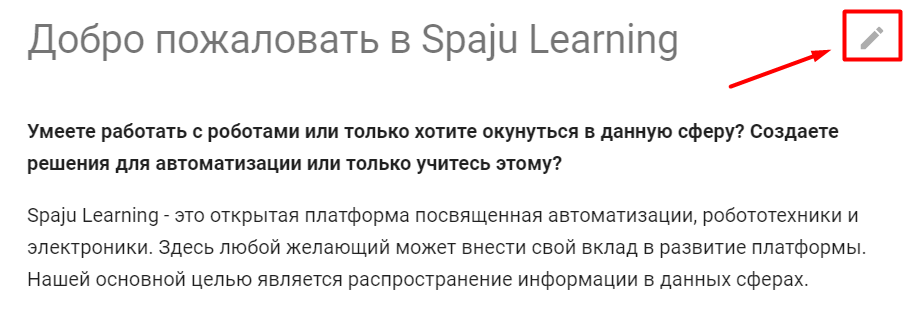 Добро пожаловать в Spaju Learning
Умеете работать с роботами или только хотите окунуться в данную сферу? Создаете
решения для автоматизации или только учитесь этому?
Spaju Learning - это открытая платформа посвященная автоматизации, робототехники и
электроники. Здесь любой желающий может внести свой вклад в развитие платформы.
Нашей основной целью является распространение информации в данных сферах.